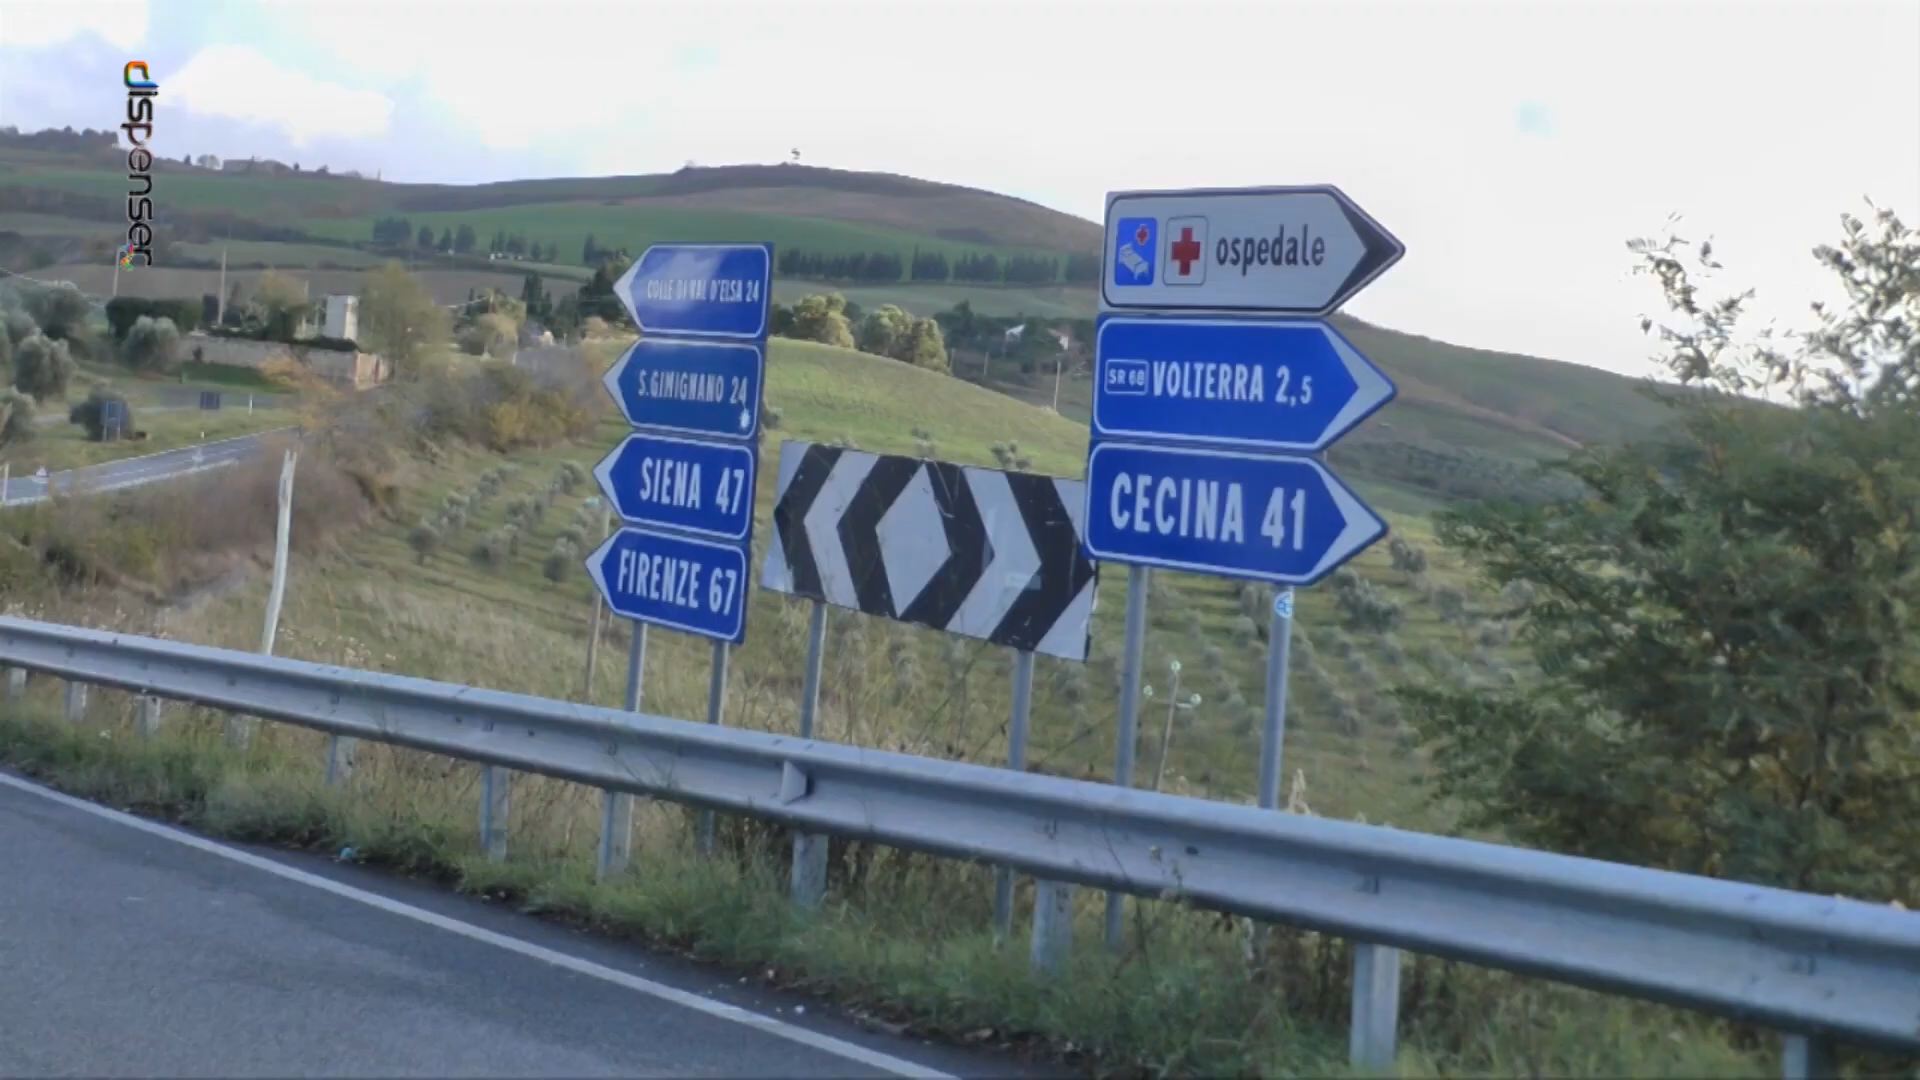 dispenser
COLLE DI VAL D'ELSA 24
S.GIMIGNANO 24
SIENA 47
FIRENZE 67
ospedale
SR 68 VOLTERRA 2,5
CECINA 41